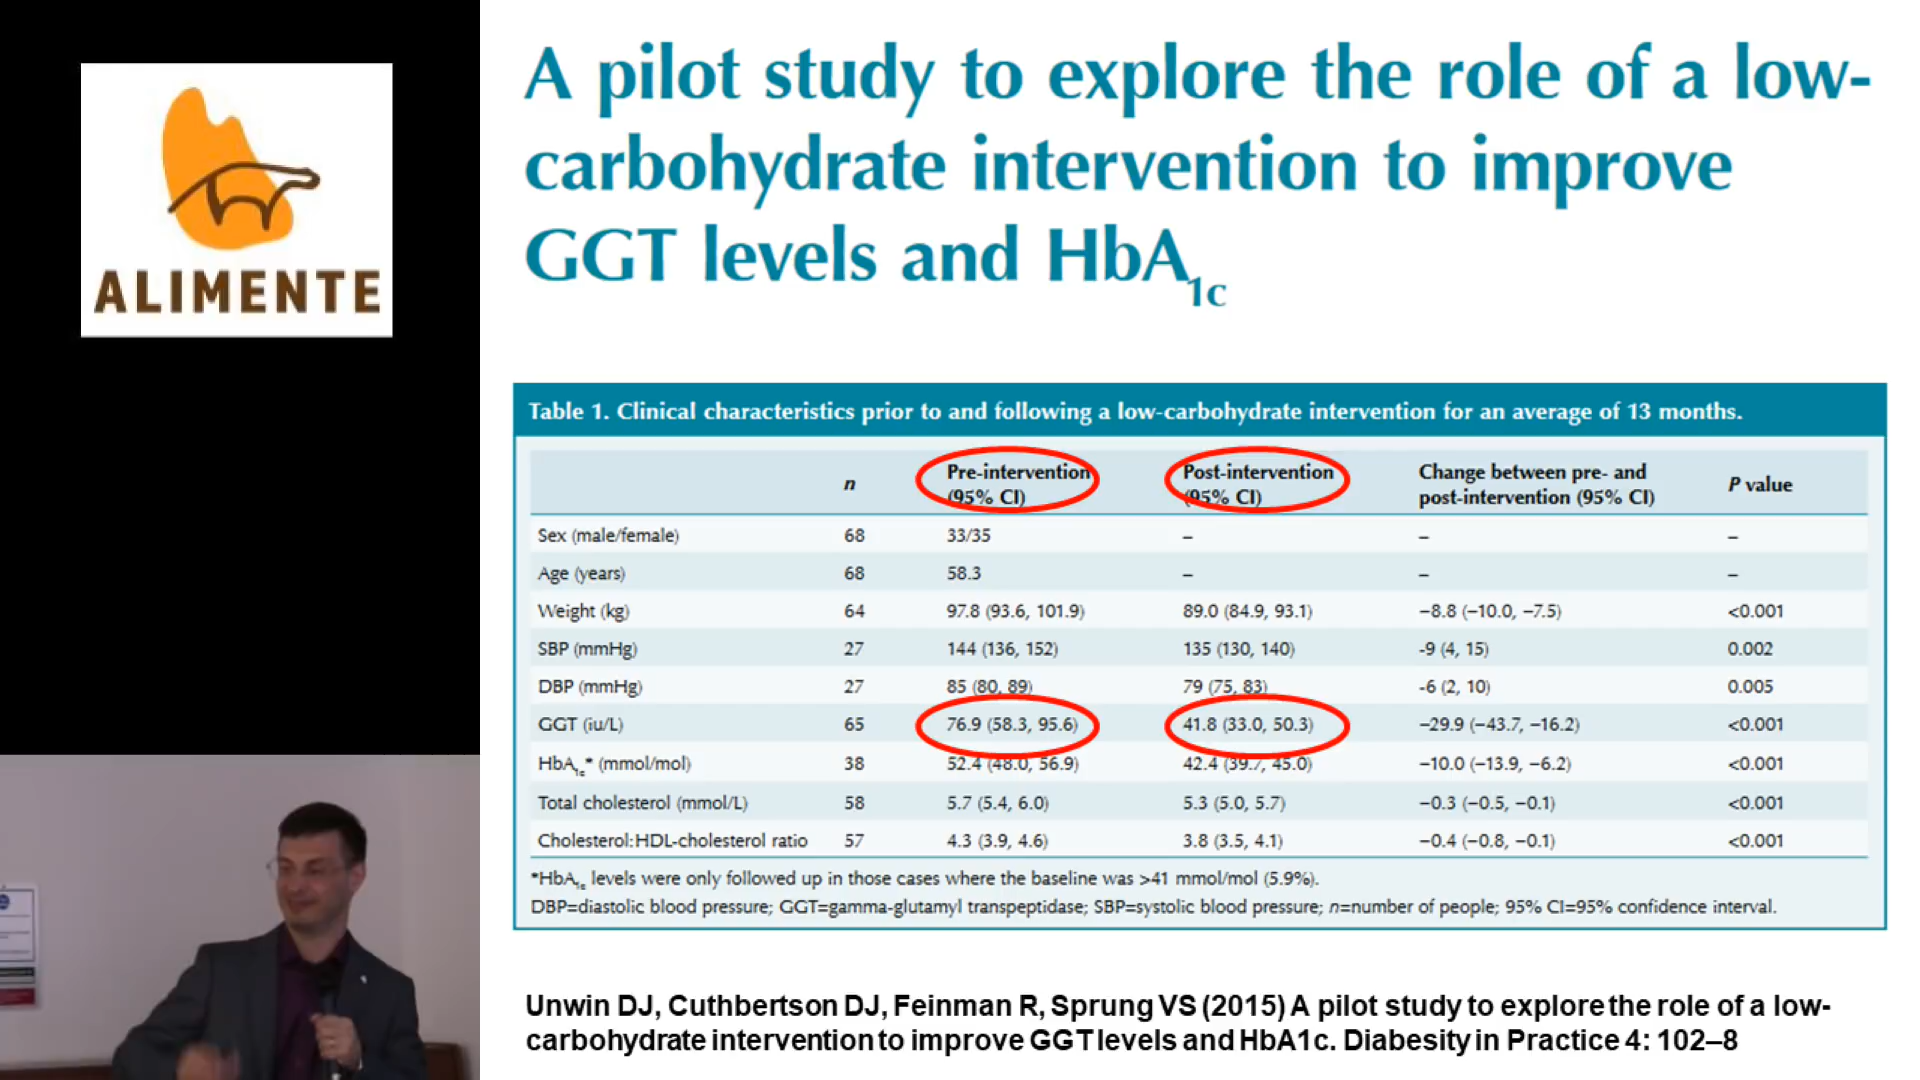 ALIMENTE
A pilot study to explore the role of a low-
carbohydrate intervention to improve
GGT levels and HbA1c
Table 1. Clinical characteristics prior to and following a low-carbohydrate intervention for an average of 13 months.
n Pre-intervention (95% CI) Post-intervention (95% CI) Change between pre- and post-intervention (95% CI) P value
Sex (male/female) 68 33/35 – – –
Age (years) 68 58.3 – – –
Weight (kg) 64 97.8 (93.6, 101.9) 89.0 (84.9, 93.1) −8.8 (−10.0, −7.5) <0.001
SBP (mmHg) 27 144 (136, 152) 135 (130, 140) -9 (4, 15) 0.002
DBP (mmHg) 27 85 (80, 89) 79 (75, 83) -6 (2, 10) 0.005
GGT (iu/L) 65 76.9 (58.3, 95.6) 41.8 (33.0, 50.3) −29.9 (−43.7, −16.2) <0.001
HbA1c* (mmol/mol) 38 52.4 (48.0, 56.9) 42.4 (39.7, 45.0) −10.0 (−13.9, −6.2) <0.001
Total cholesterol (mmol/L) 58 5.7 (5.4, 6.0) 5.3 (5.0, 5.7) −0.3 (−0.5, −0.1) <0.001
Cholesterol:HDL-cholesterol ratio 57 4.3 (3.9, 4.6) 3.8 (3.5, 4.1) −0.4 (−0.8, −0.1) <0.001
*HbA1c levels were only followed up in those cases where the baseline was >41 mmol/mol (5.9%).
DBP=diastolic blood pressure; GGT=gamma-glutamyl transpeptidase; SBP=systolic blood pressure; n=number of people; 95% CI=95% confidence interval.
Unwin DJ, Cuthbertson DJ, Feinman R, Sprung VS (2015) A pilot study to explore the role of a low-
carbohydrate intervention to improve GGT levels and HbA1c. Diabesity in Practice 4: 102–8